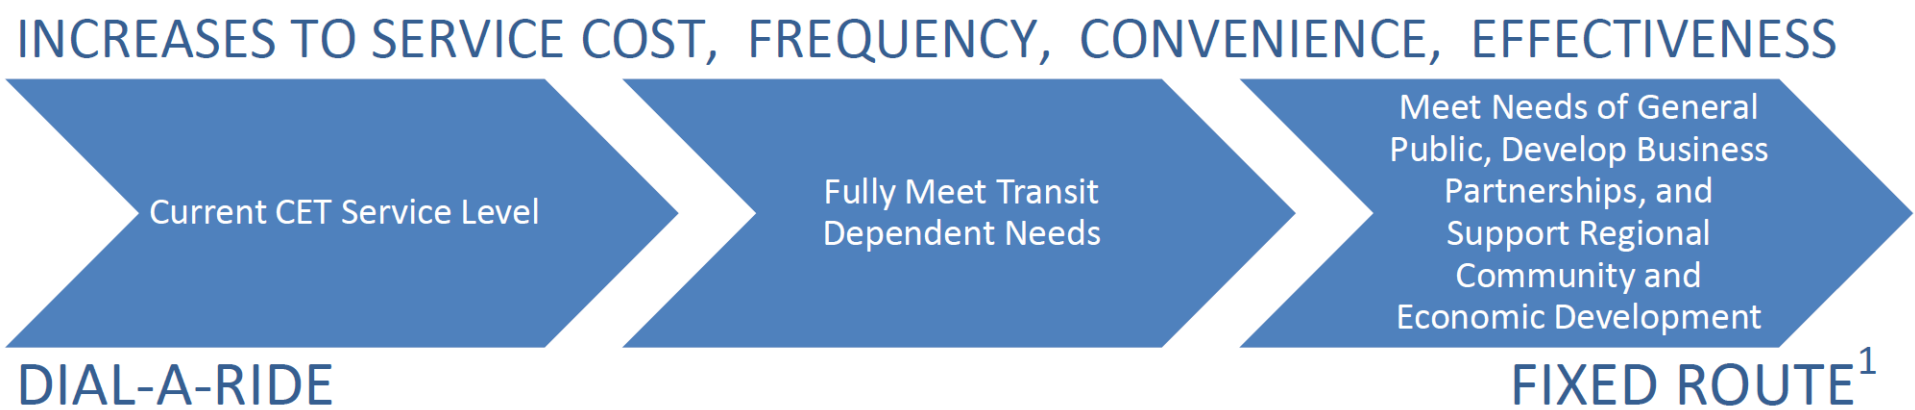 INCREASES TO SERVICE COST, FREQUENCY, CONVENIENCE, EFFECTIVENESS
Current CET Service Level
Fully Meet Transit
Dependent Needs
Meet Needs of General
Public, Develop Business
Partnerships, and
Support Regional
Community and
Economic Development
DIAL-A-RIDE
FIXED ROUTE¹